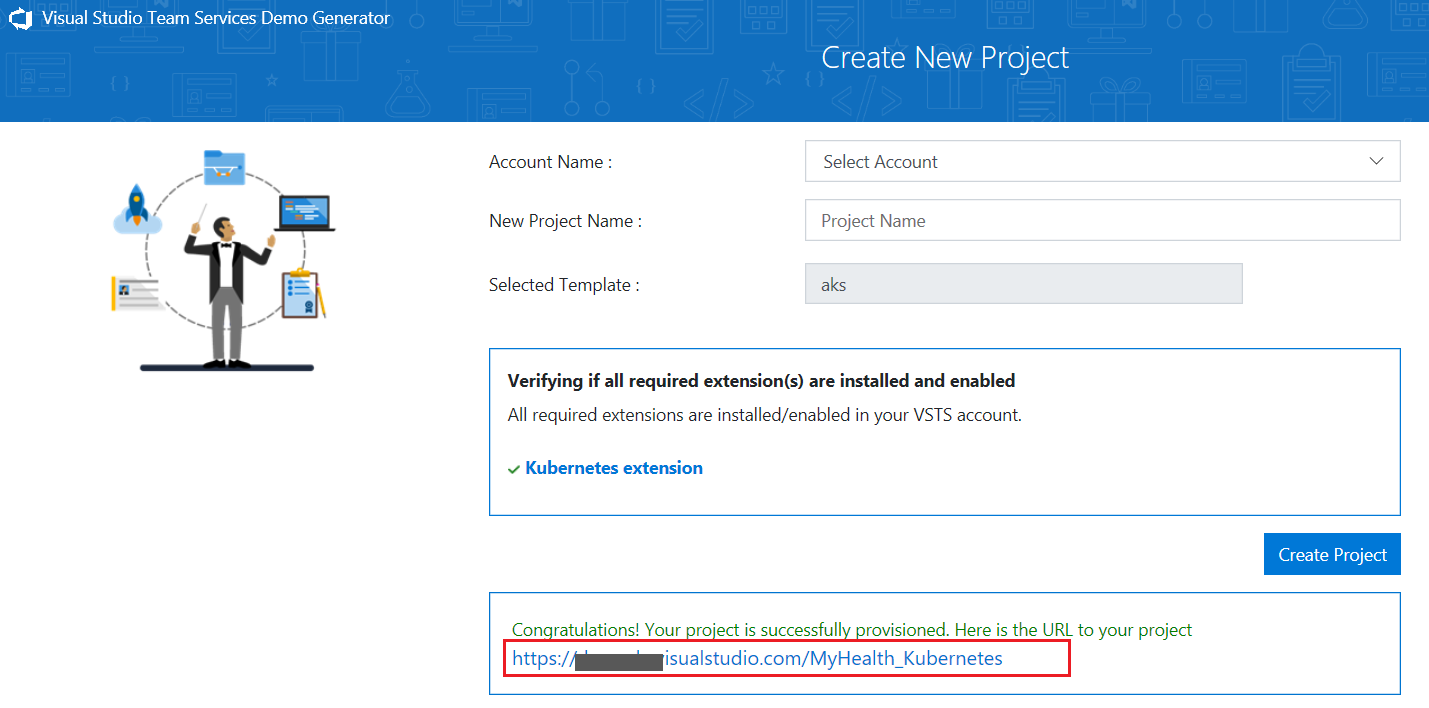 Visual Studio Team Services Demo Generator
Create New Project
Account Name :
Select Account
New Project Name :
Project Name
Selected Template :
aks
Verifying if all required extension(s) are installed and enabled
All required extensions are installed/enabled in your VSTS account.
Kubernetes extension
Create Project
Congratulations! Your project is successfully provisioned. Here is the URL to your project
https:// isualstudio.com/MyHealth_Kubernetes